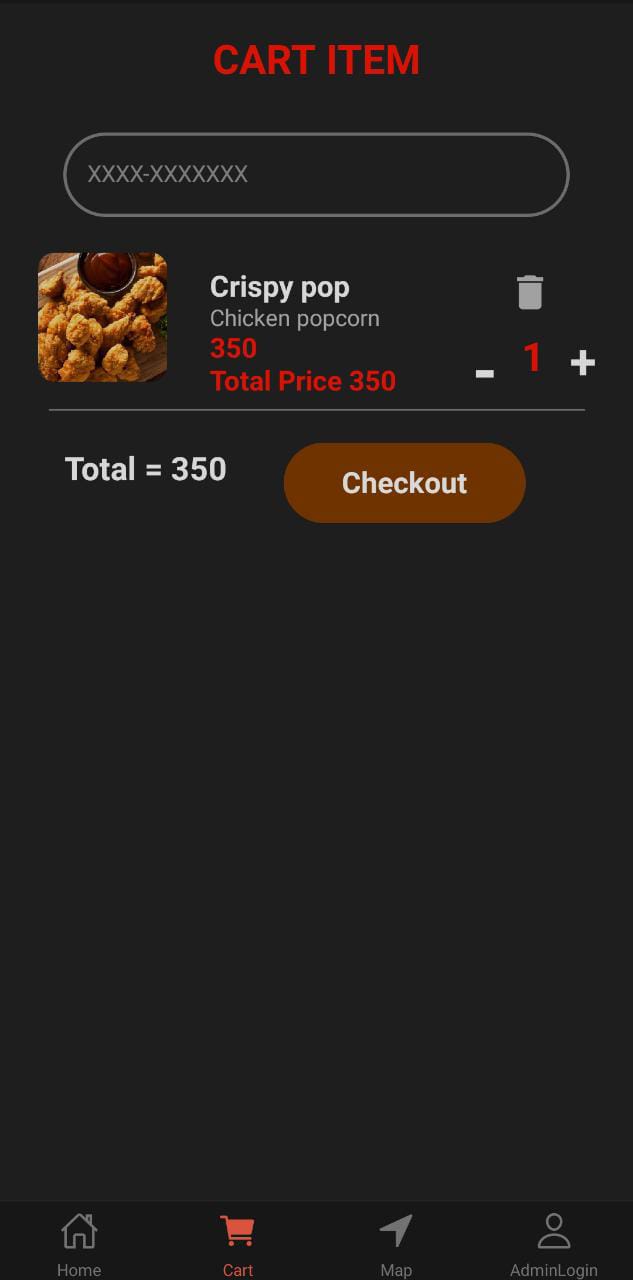 CART ITEM
XXXX-XXXXXXX
Crispy pop
Chicken popcorn
350
Total Price 350
- 1 +
Total = 350
Checkout
Home Cart Map AdminLogin